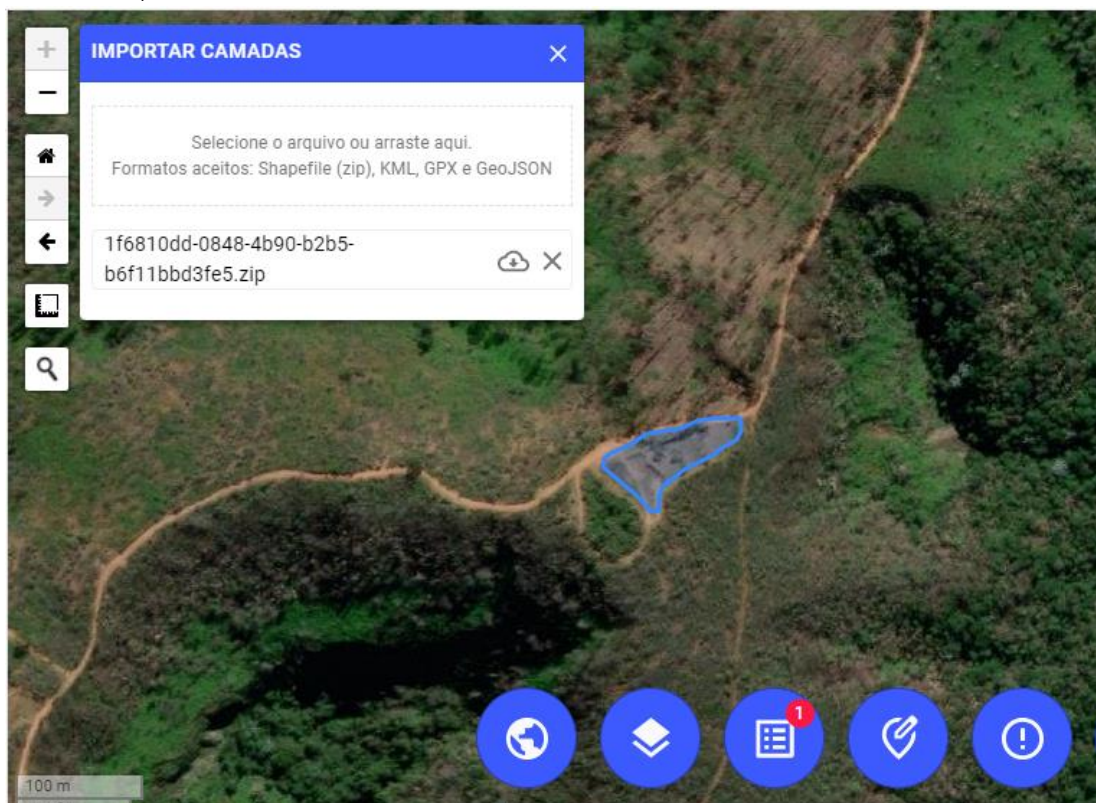 IMPORTAR CAMADAS
Selecione o arquivo ou arraste aqui.
Formatos aceitos: Shapefile (zip), KML, GPX e GeoJSON
1f6810dd-0848-4b90-b2b5-
b6f11bbd3fe5.zip
1
100 m